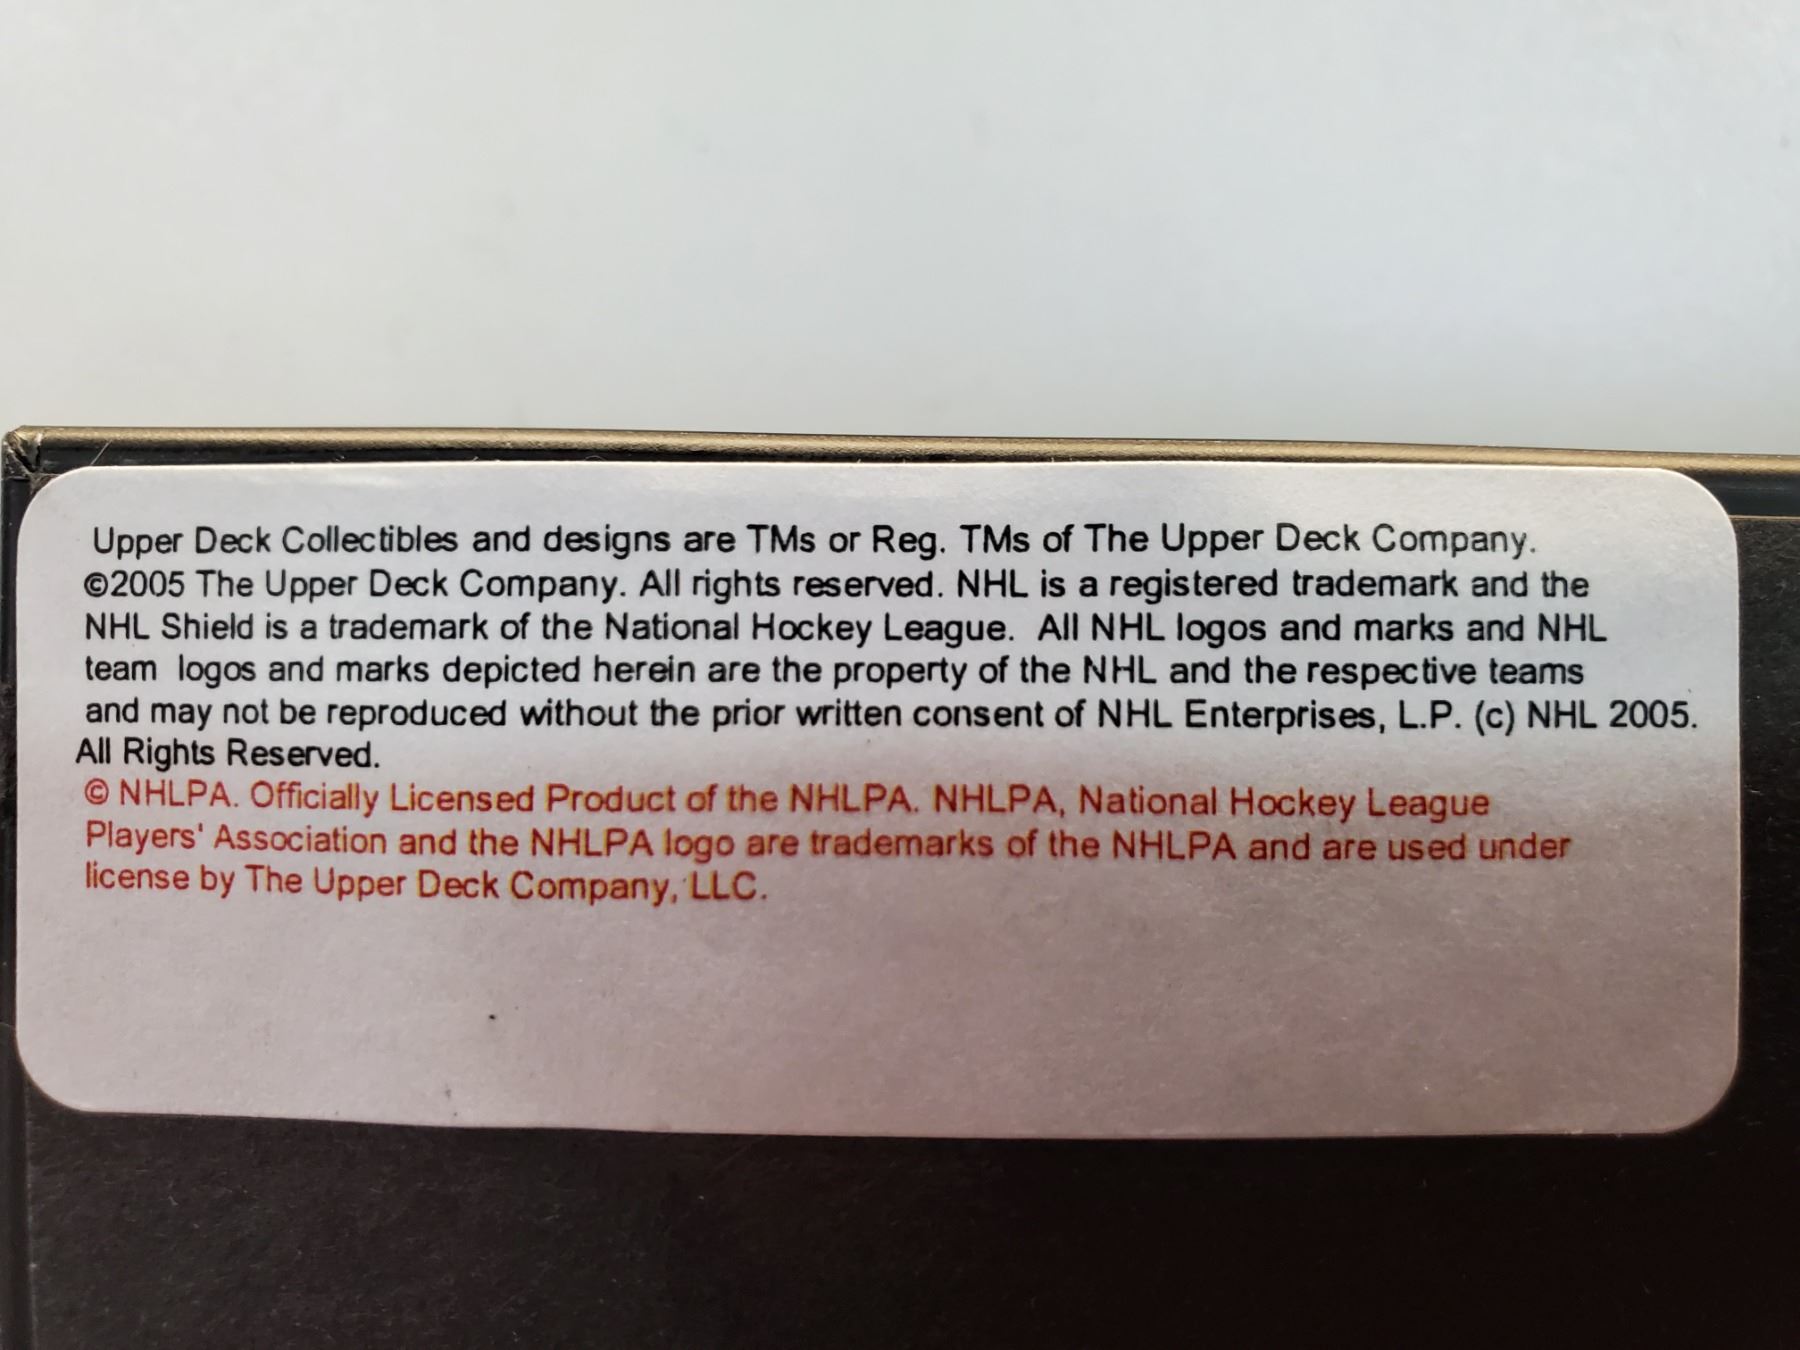 Upper Deck Collectibles and designs are TMs or Reg. TMs of The Upper Deck Company.
©2005 The Upper Deck Company. All rights reserved. NHL is a registered trademark and the
NHL Shield is a trademark of the National Hockey League. All NHL logos and marks and NHL
team logos and marks depicted herein are the property of the NHL and the respective teams
and may not be reproduced without the prior written consent of NHL Enterprises, L.P. (c) NHL 2005.
All Rights Reserved.
© NHLPA. Officially Licensed Product of the NHLPA. NHLPA, National Hockey League
Players' Association and the NHLPA logo are trademarks of the NHLPA and are used under
license by The Upper Deck Company, LLC.